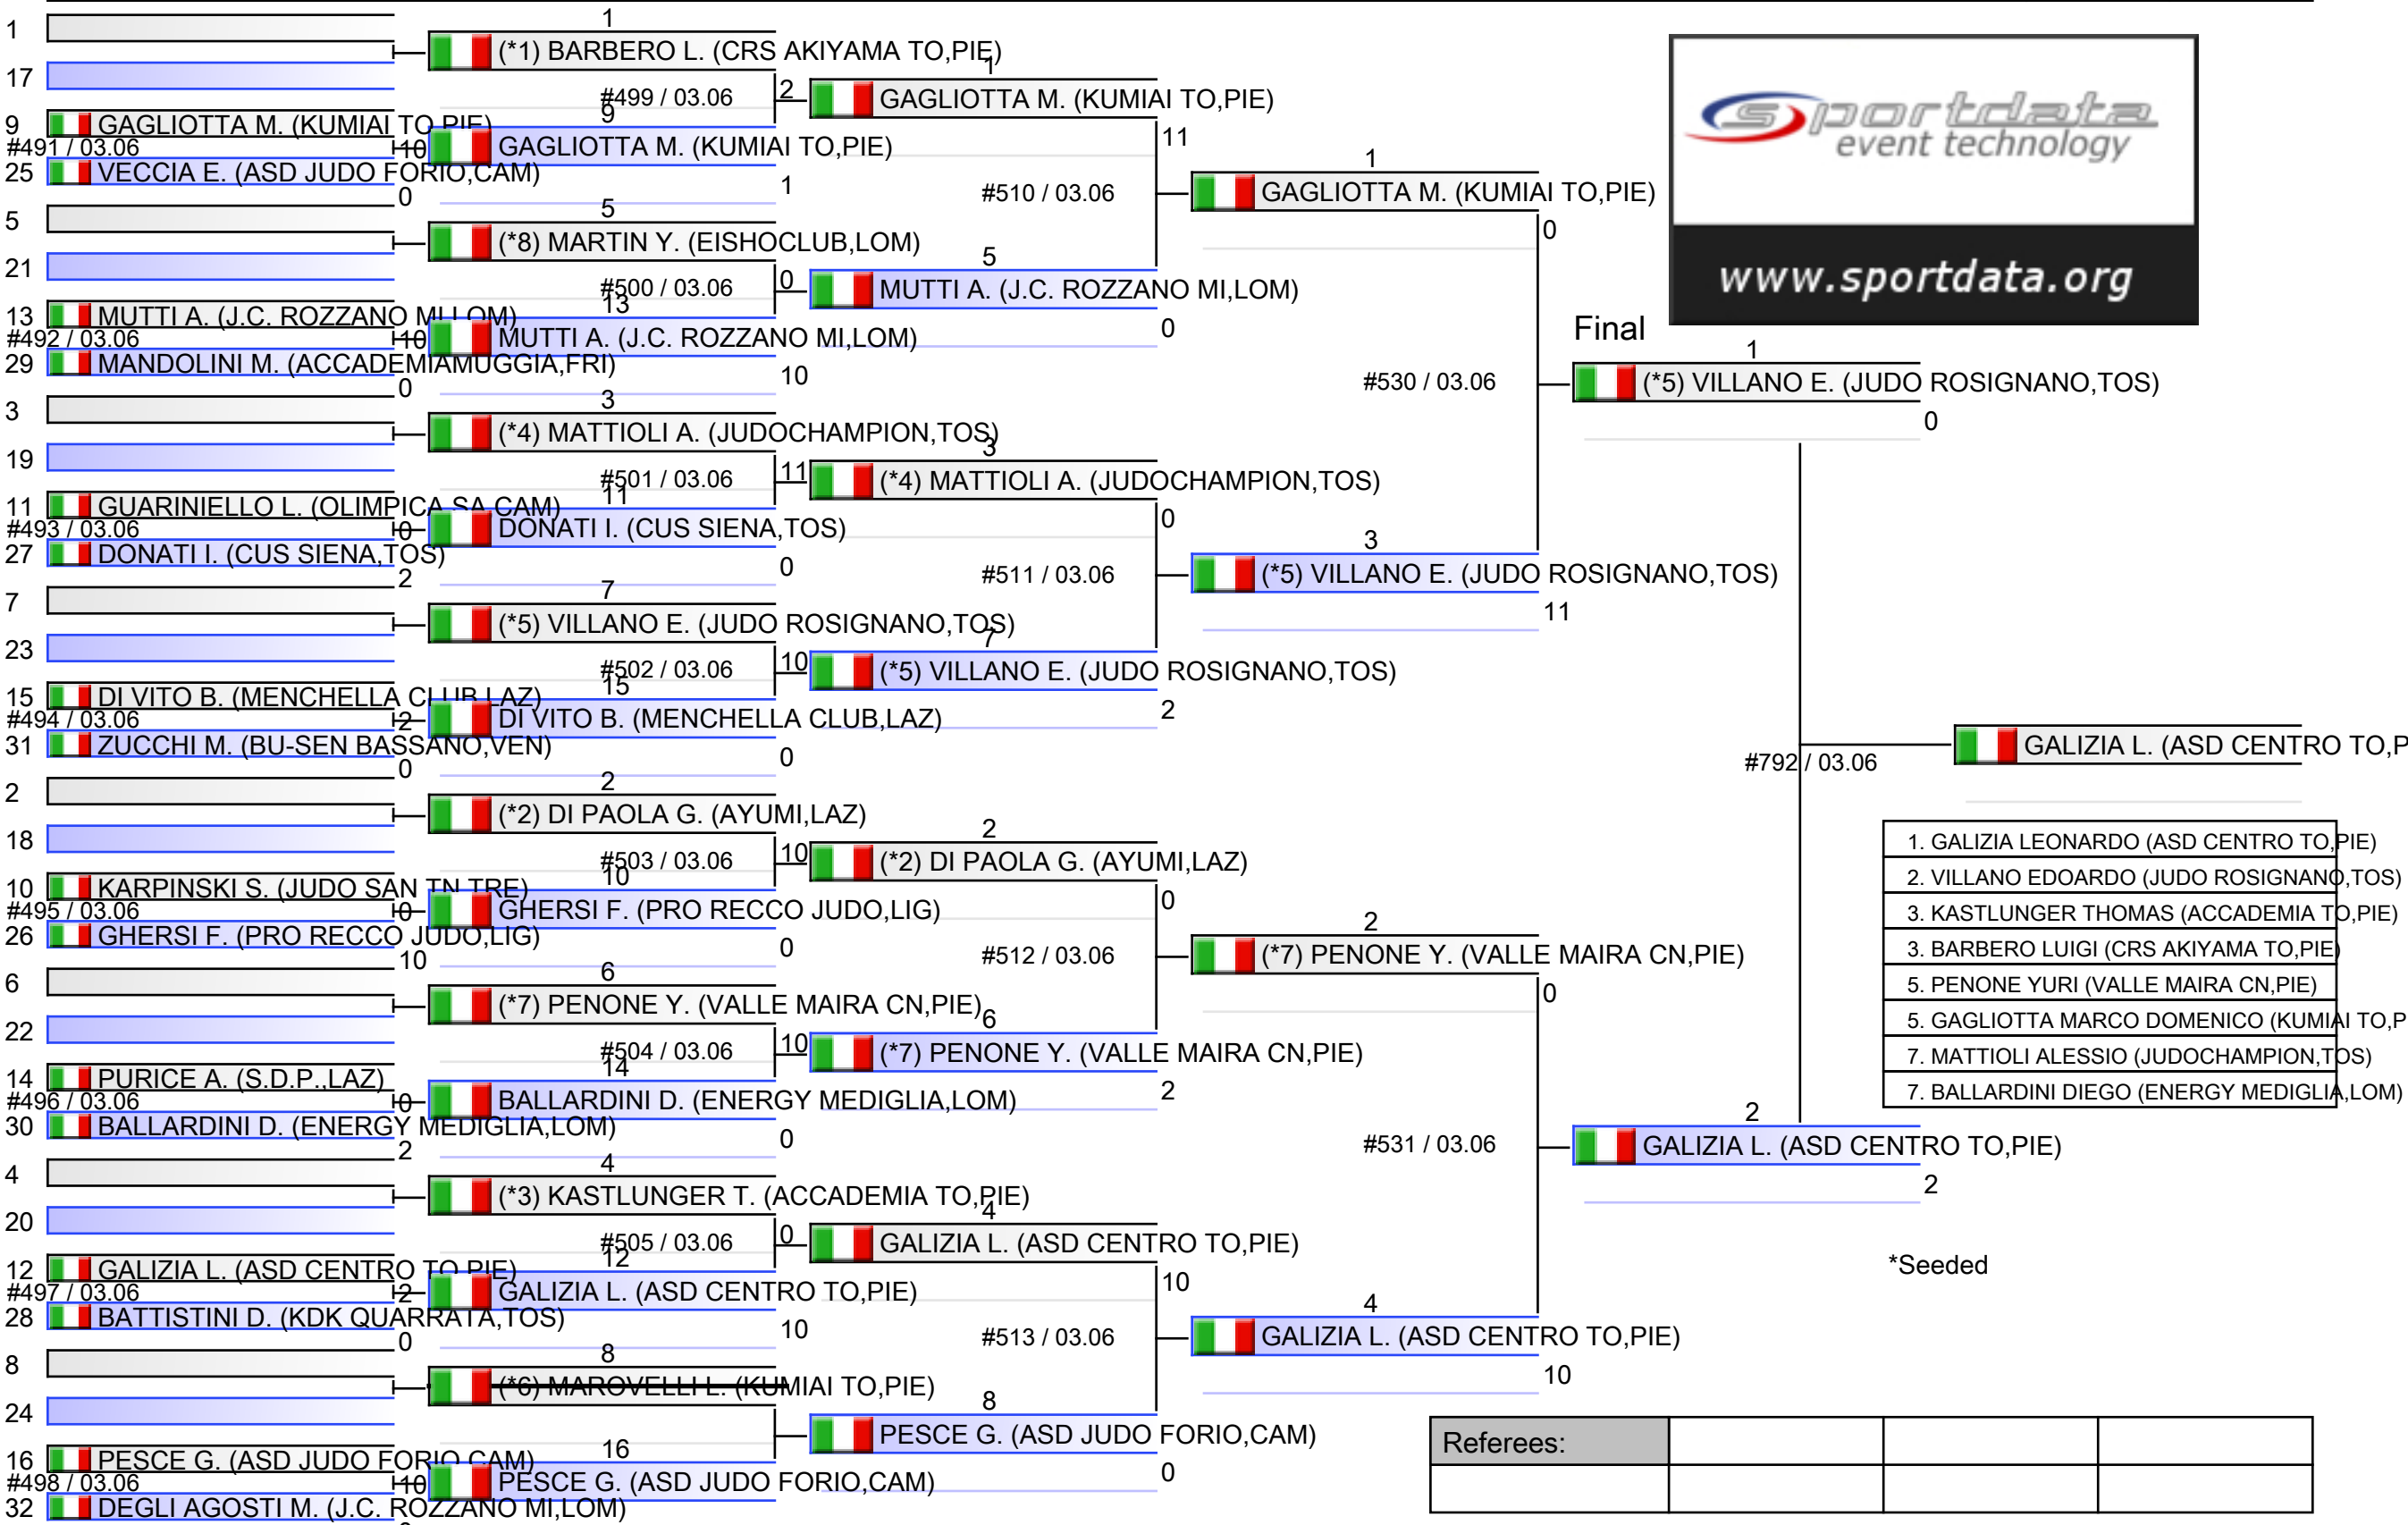 1
17
9 GAGLIOTTA M. (KUMIAI TO,PIE)
#491 / 03.06 10
25 VECCIA E. (ASD JUDO FORIO,CAM)
0
5
21
13 MUTTI A. (J.C. ROZZANO MI,LOM)
#492 / 03.06 10
29 MANDOLINI M. (ACCADEMIAMUGGIA,FRI)
0
3
19
11 GUARINIELLO L. (OLIMPICA SA,CAM)
#493 / 03.06 0
27 DONATI I. (CUS SIENA,TOS)
2
7
23
15 DI VITO B. (MENCHELLA CLUB,LAZ)
#494 / 03.06 2
31 ZUCCHI M. (BU-SEN BASSANO,VEN)
0
2
18
10 KARPINSKI S. (JUDO SAN TN,TRE)
#495 / 03.06 0
26 GHERSI F. (PRO RECCO JUDO,LIG)
10
6
22
14 PURICE A. (S.D.P.,LAZ)
#496 / 03.06 0
30 BALLARDINI D. (ENERGY MEDIGLIA,LOM)
2
4
20
12 GALIZIA L. (ASD CENTRO TO,PIE)
#497 / 03.06 2
28 BATTISTINI D. (KDK QUARRATA,TOS)
0
8
24
16 PESCE G. (ASD JUDO FORIO,CAM)
#498 / 03.06 10
32 DEGLI AGOSTI M. (J.C. ROZZANO MI,LOM)
1
(*1) BARBERO L. (CRS AKIYAMA TO,PIE)
#499 / 03.06 2
9
GAGLIOTTA M. (KUMIAI TO,PIE)
1
5
(*8) MARTIN Y. (EISHOCLUB,LOM)
#500 / 03.06 0
13
MUTTI A. (J.C. ROZZANO MI,LOM)
10
3
(*4) MATTIOLI A. (JUDOCHAMPION,TOS)
#501 / 03.06 11
11
DONATI I. (CUS SIENA,TOS)
0
7
(*5) VILLANO E. (JUDO ROSIGNANO,TOS)
#502 / 03.06 10
15
DI VITO B. (MENCHELLA CLUB,LAZ)
0
2
(*2) DI PAOLA G. (AYUMI,LAZ)
#503 / 03.06 10
10
GHERSI F. (PRO RECCO JUDO,LIG)
0
6
(*7) PENONE Y. (VALLE MAIRA CN,PIE)
#504 / 03.06 10
14
BALLARDINI D. (ENERGY MEDIGLIA,LOM)
0
4
(*3) KASTLUNGER T. (ACCADEMIA TO,PIE)
#505 / 03.06 0
12
GALIZIA L. (ASD CENTRO TO,PIE)
10
8
(*6) MAROVELLI L. (KUMIAI TO,PIE)
16
PESCE G. (ASD JUDO FORIO,CAM)
1
GAGLIOTTA M. (KUMIAI TO,PIE)
11
#510 / 03.06
5
MUTTI A. (J.C. ROZZANO MI,LOM)
0
3
(*4) MATTIOLI A. (JUDOCHAMPION,TOS)
0
#511 / 03.06
7
(*5) VILLANO E. (JUDO ROSIGNANO,TOS)
2
2
(*2) DI PAOLA G. (AYUMI,LAZ)
0
#512 / 03.06
6
(*7) PENONE Y. (VALLE MAIRA CN,PIE)
2
4
GALIZIA L. (ASD CENTRO TO,PIE)
10
#513 / 03.06
8
PESCE G. (ASD JUDO FORIO,CAM)
0
1
GAGLIOTTA M. (KUMIAI TO,PIE)
0
#530 / 03.06
3
(*5) VILLANO E. (JUDO ROSIGNANO,TOS)
11
2
(*7) PENONE Y. (VALLE MAIRA CN,PIE)
0
#531 / 03.06
4
GALIZIA L. (ASD CENTRO TO,PIE)
10
sportdata
event technology
www.sportdata.org
Final
1
(*5) VILLANO E. (JUDO ROSIGNANO,TOS)
0
#792 / 03.06
2
GALIZIA L. (ASD CENTRO TO,PIE)
2
GALIZIA L. (ASD CENTRO TO,P
1. GALIZIA LEONARDO (ASD CENTRO TO,PIE)
2. VILLANO EDOARDO (JUDO ROSIGNANO,TOS)
3. KASTLUNGER THOMAS (ACCADEMIA TO,PIE)
3. BARBERO LUIGI (CRS AKIYAMA TO,PIE)
5. PENONE YURI (VALLE MAIRA CN,PIE)
5. GAGLIOTTA MARCO DOMENICO (KUMIAI TO,P
7. MATTIOLI ALESSIO (JUDOCHAMPION,TOS)
7. BALLARDINI DIEGO (ENERGY MEDIGLIA,LOM)
*Seeded
Referees: